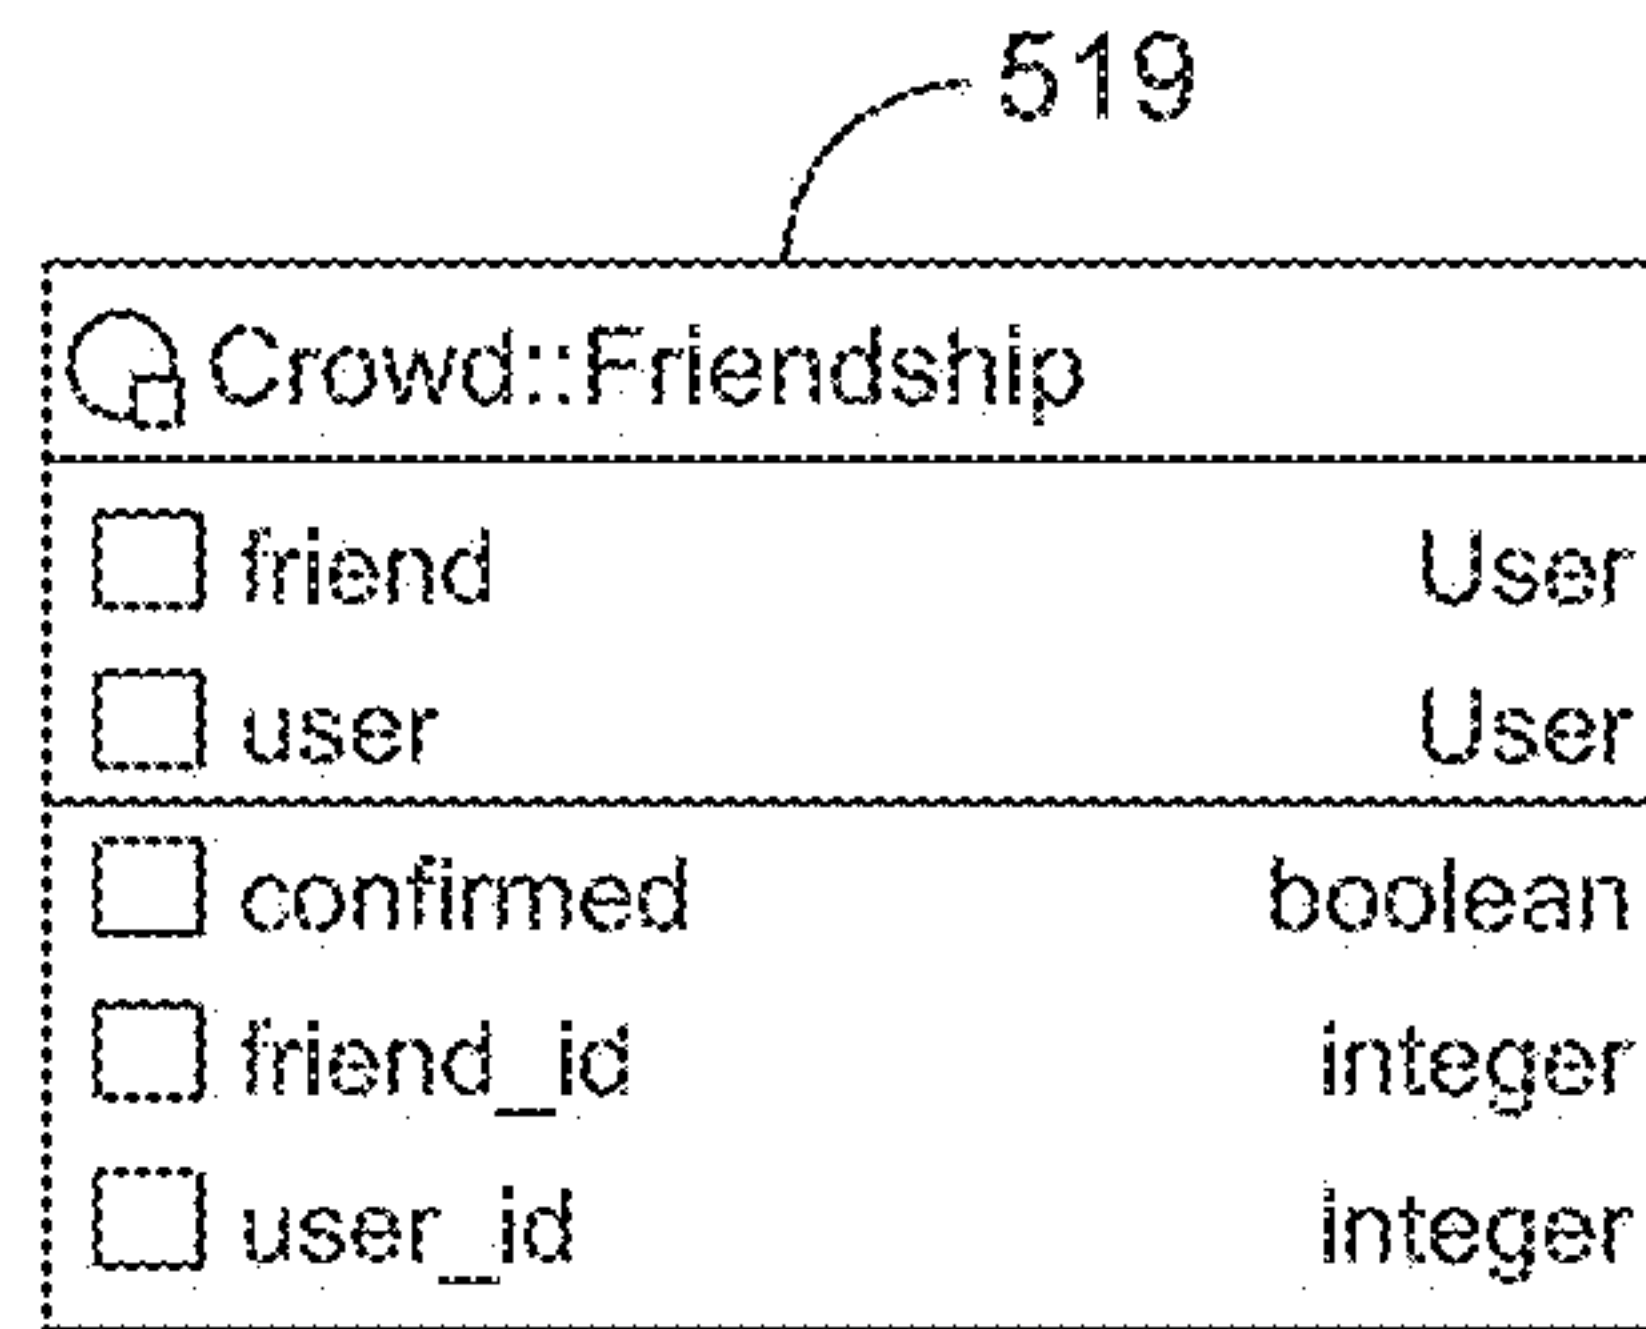 519
Crowd::Friendship
friend User
user User
confirmed boolean
friend_id integer
user_id integer